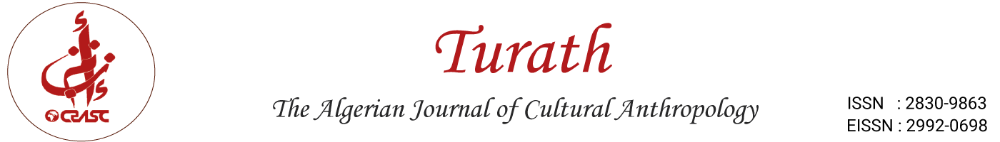 CRASC
Turath
The Algerian Journal of Cultural Anthropology
ISSN : 2830-9863
EISSN : 2992-0698